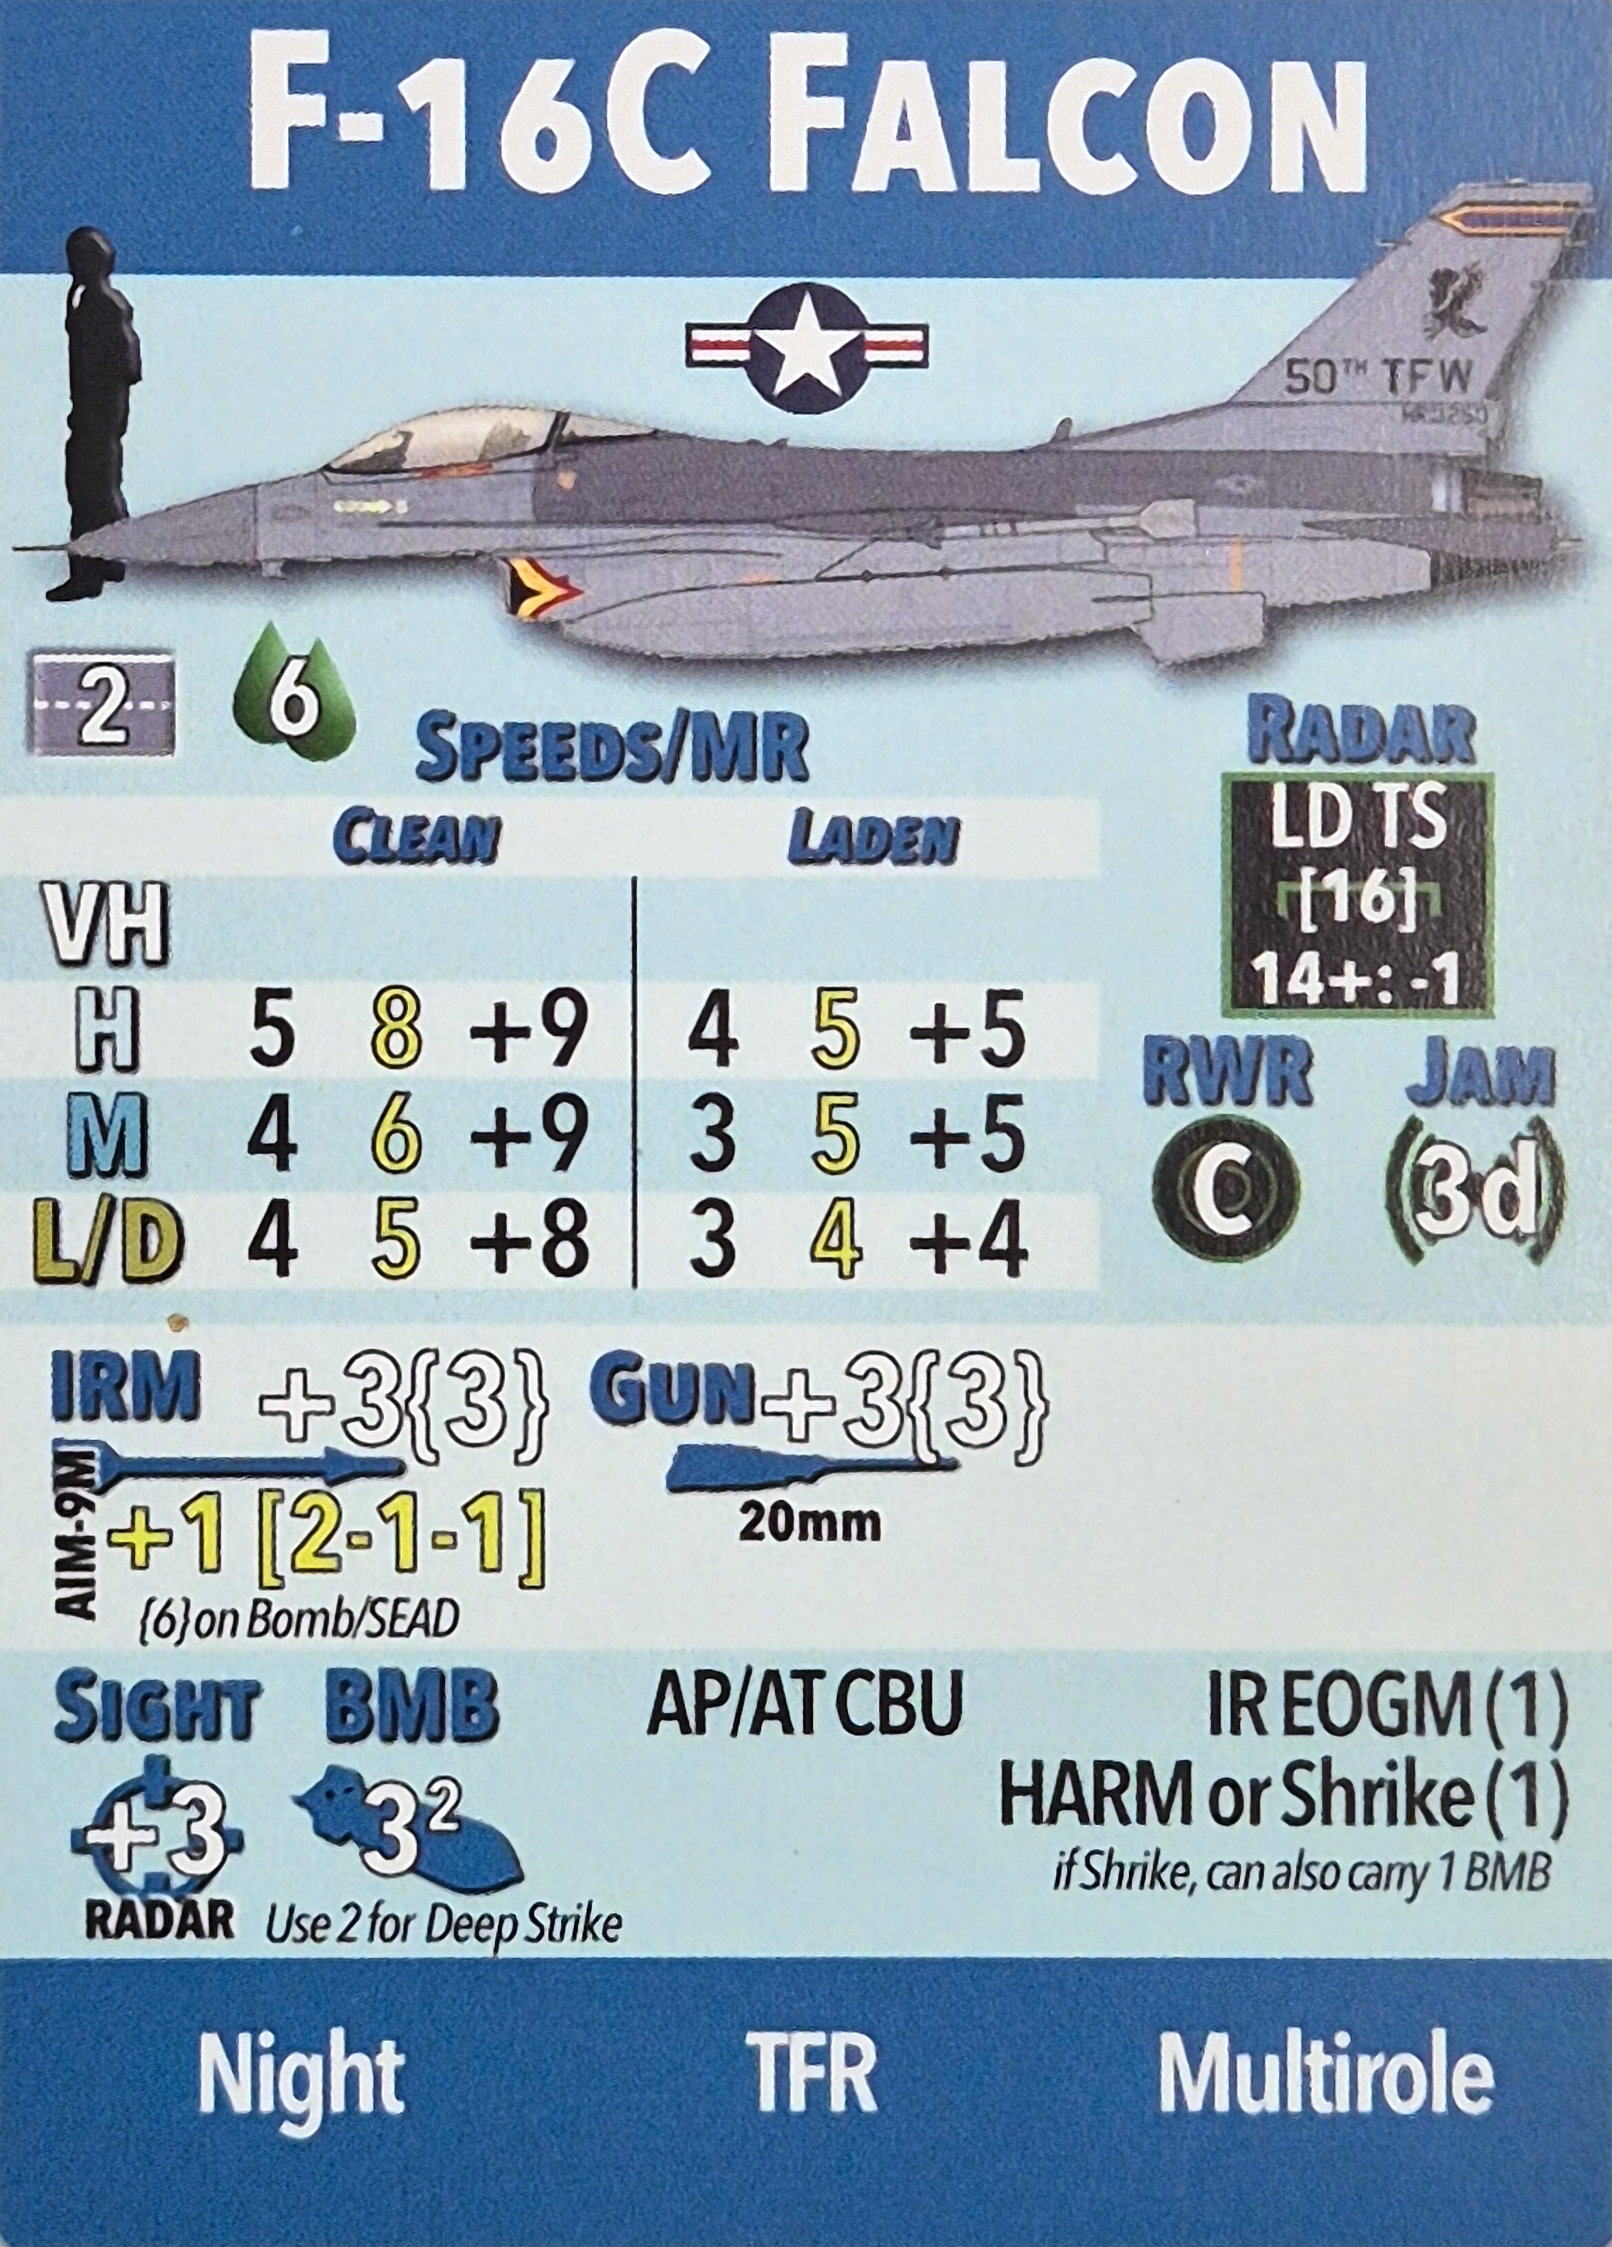 F-16C FALCON
50TH TFW
2 6
SPEEDS/MR
RADAR
LD TS
[16]
14+: -1
CLEAN LADEN
VH
H 5 8 +9 4 5 +5
M 4 6 +9 3 5 +5
L/D 4 5 +8 3 4 +4
RWR JAM
C (3d)
IRM +3{3} GUN +3{3}
AIM-9M
+1 [2-1-1]
20mm
{6} on Bomb/SEAD
SIGHT BMB AP/AT CBU IR EOGM (1)
+3 3² HARM or Shrike (1)
if Shrike, can also carry 1 BMB
RADAR Use 2 for Deep Strike
Night TFR Multirole